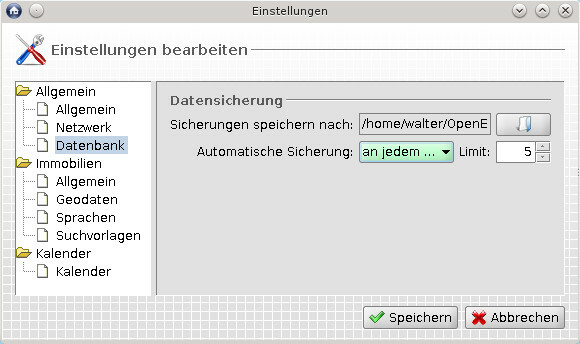 Einstellungen
Einstellungen bearbeiten
Allgemein
Allgemein
Netzwerk
Datenbank
Immobilien
Allgemein
Geodaten
Sprachen
Suchvorlagen
Kalender
Kalender
Datensicherung
Sicherungen speichern nach: /home/walter/OpenE
Automatische Sicherung: an jedem ... Limit: 5
Speichern Abbrechen